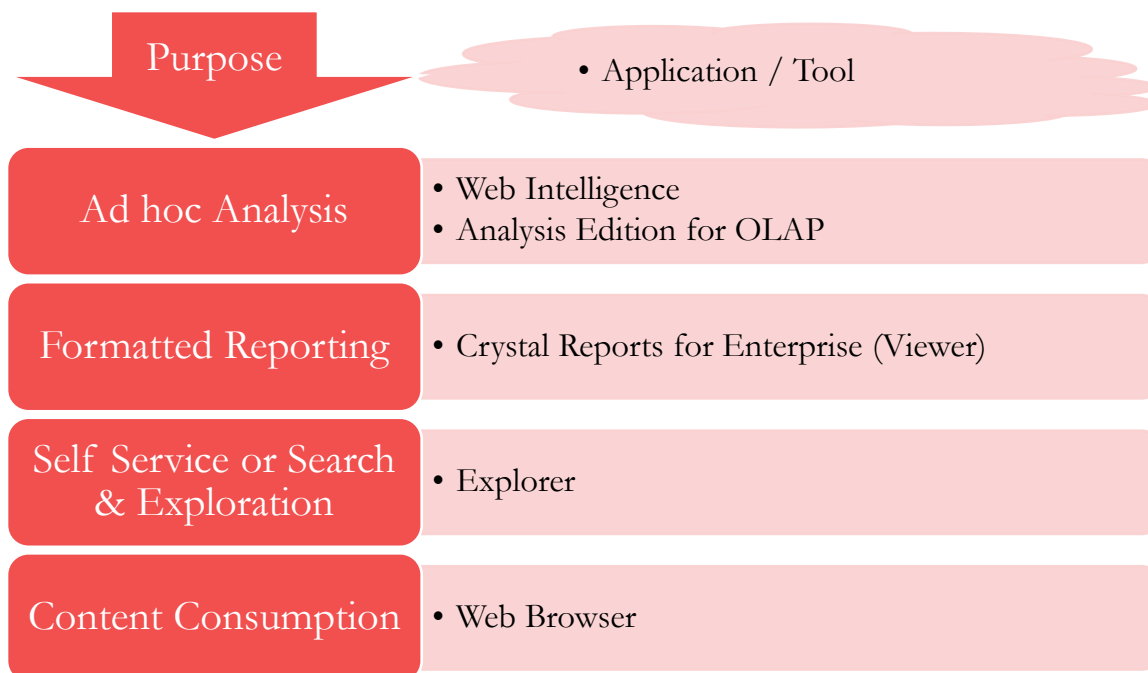 Purpose
• Application / Tool
Ad hoc Analysis
• Web Intelligence
• Analysis Edition for OLAP
Formatted Reporting
• Crystal Reports for Enterprise (Viewer)
Self Service or Search
& Exploration
• Explorer
Content Consumption
• Web Browser